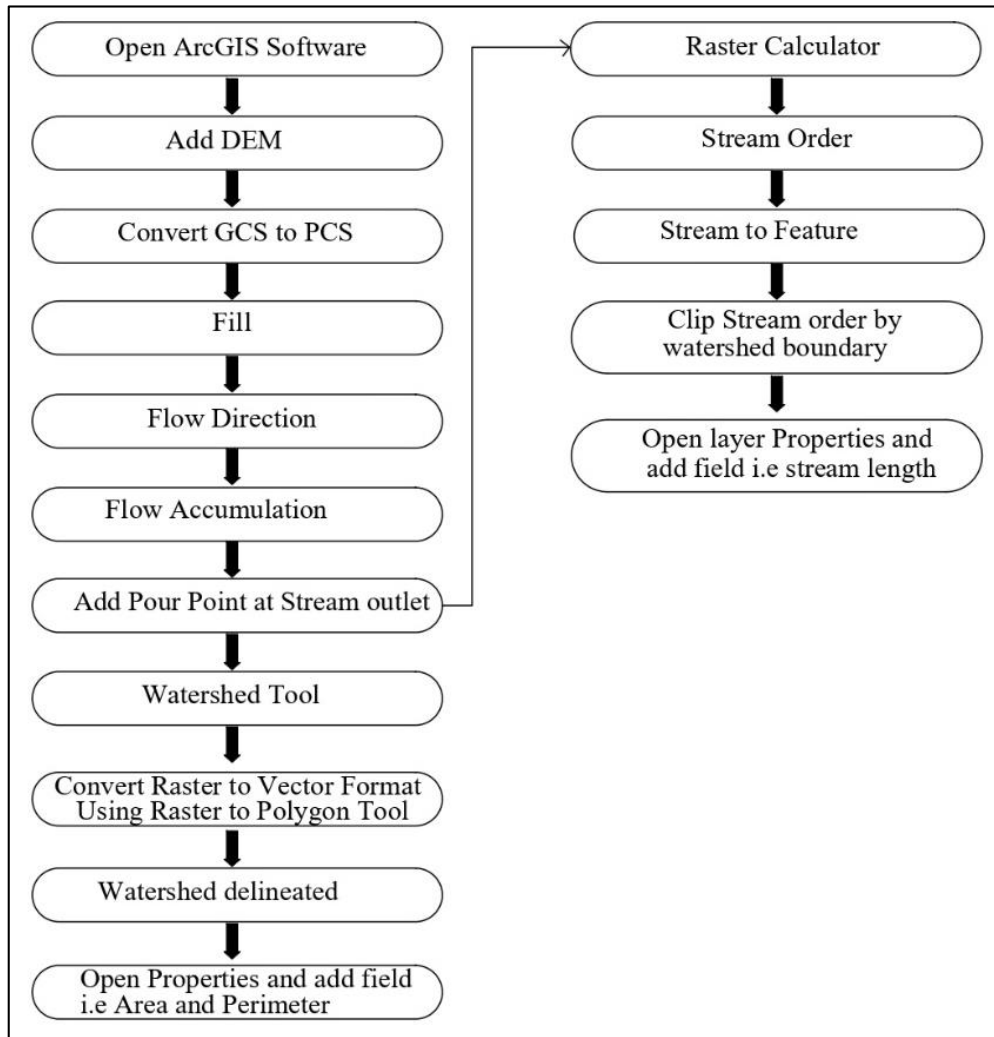 Open ArcGIS Software
Add DEM
Convert GCS to PCS
Fill
Flow Direction
Flow Accumulation
Add Pour Point at Stream outlet
Watershed Tool
Convert Raster to Vector Format
Using Raster to Polygon Tool
Watershed delineated
Open Properties and add field
i.e Area and Perimeter
Raster Calculator
Stream Order
Stream to Feature
Clip Stream order by
watershed boundary
Open layer Properties and
add field i.e stream length